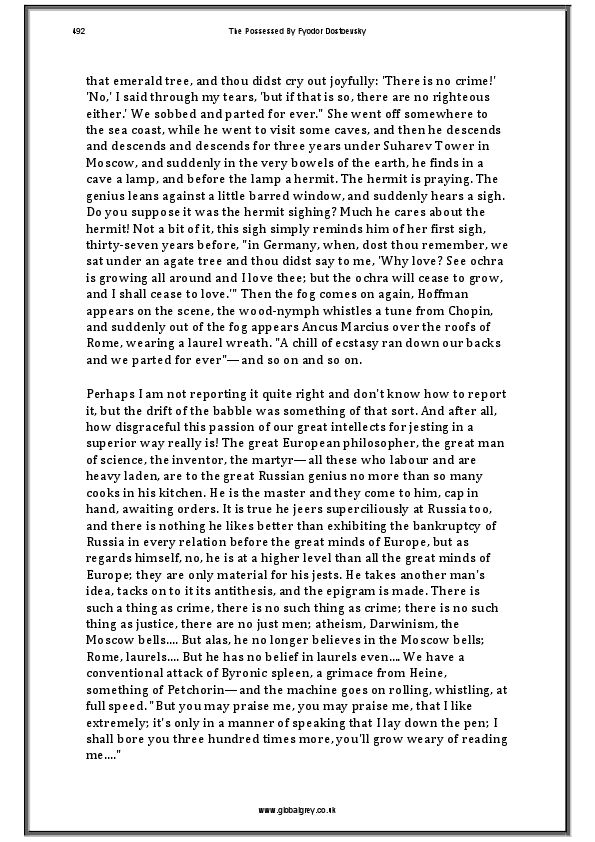 492
The Possessed By Fyodor Dostoevsky
that emerald tree, and thou didst cry out joyfully: 'There is no crime!'
'No,' I said through my tears, 'but if that is so, there are no righteous
either.' We sobbed and parted for ever." She went off somewhere to
the sea coast, while he went to visit some caves, and then he descends
and descends and descends for three years under Suharev Tower in
Moscow, and suddenly in the very bowels of the earth, he finds in a
cave a lamp, and before the lamp a hermit. The hermit is praying. The
genius leans against a little barred window, and suddenly hears a sigh.
Do you suppose it was the hermit sighing? Much he cares about the
hermit! Not a bit of it, this sigh simply reminds him of her first sigh,
thirty-seven years before, "in Germany, when, dost thou remember, we
sat under an agate tree and thou didst say to me, 'Why love? See ochra
is growing all around and I love thee; but the ochra will cease to grow,
and I shall cease to love.'" Then the fog comes on again, Hoffman
appears on the scene, the wood-nymph whistles a tune from Chopin,
and suddenly out of the fog appears Ancus Marcius over the roofs of
Rome, wearing a laurel wreath. "A chill of ecstasy ran down our backs
and we parted for ever"—and so on and so on.
Perhaps I am not reporting it quite right and don't know how to report
it, but the drift of the babble was something of that sort. And after all,
how disgraceful this passion of our great intellects for jesting in a
superior way really is! The great European philosopher, the great man
of science, the inventor, the martyr—all these who labour and are
heavy laden, are to the great Russian genius no more than so many
cooks in his kitchen. He is the master and they come to him, cap in
hand, awaiting orders. It is true he jeers superciliously at Russia too,
and there is nothing he likes better than exhibiting the bankruptcy of
Russia in every relation before the great minds of Europe, but as
regards himself, no, he is at a higher level than all the great minds of
Europe; they are only material for his jests. He takes another man's
idea, tacks on to it its antithesis, and the epigram is made. There is
such a thing as crime, there is no such thing as crime; there is no such
thing as justice, there are no just men; atheism, Darwinism, the
Moscow bells.... But alas, he no longer believes in the Moscow bells;
Rome, laurels.... But he has no belief in laurels even.... We have a
conventional attack of Byronic spleen, a grimace from Heine,
something of Petchorin—and the machine goes on rolling, whistling, at
full speed. "But you may praise me, you may praise me, that I like
extremely; it's only in a manner of speaking that I lay down the pen; I
shall bore you three hundred times more, you'll grow weary of reading
me...."
www.globalgrey.co.uk